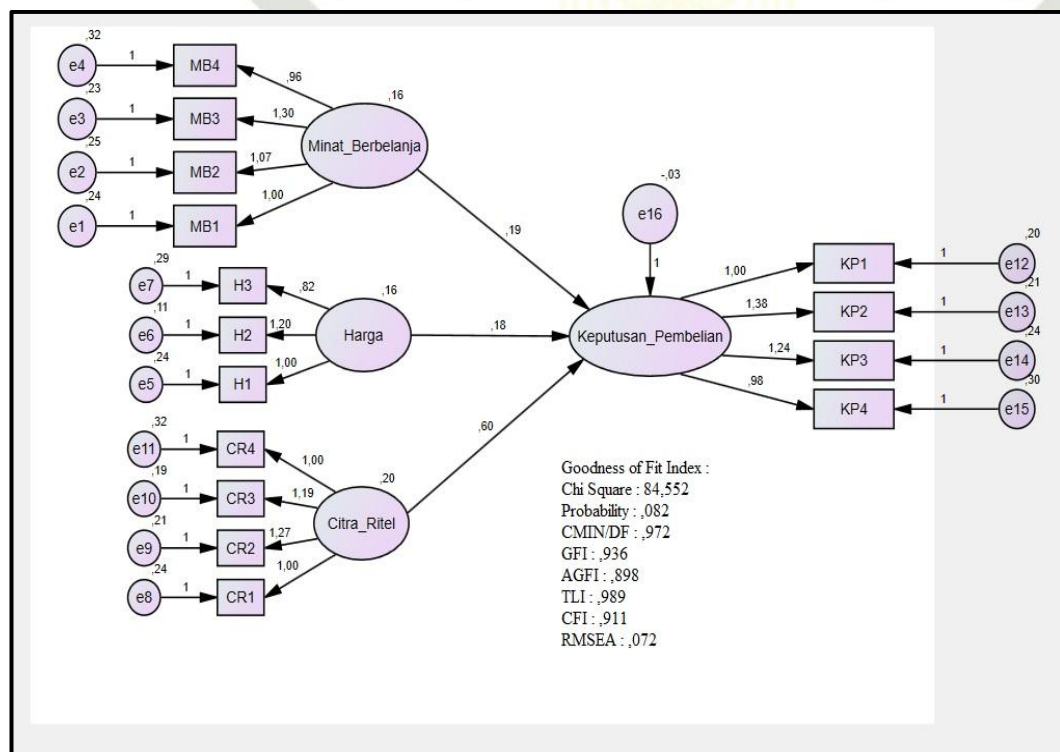 ,32
e4 1 MB4 ,96
,23
e3 1 MB3 1,30
,25
e2 1 MB2 1,07
,24
e1 1 MB1 1,00
,16
Minat_Berbelanja
,19
,29
e7 1 H3 ,82
,11
e6 1 H2 1,20
,24
e5 1 H1 1,00
,16
Harga
,18
,32
e11 1 CR4 1,00
,19
e10 1 CR3 1,19
,21
e9 1 CR2 1,27
,24
e8 1 CR1 1,00
,20
Citra_Ritel
,60
-,03
e16
1
Keputusan_Pembelian
,20
1,00 KP1 1 e12
,21
1,38 KP2 1 e13
,24
1,24 KP3 1 e14
,30
,98 KP4 1 e15
Goodness of Fit Index :
Chi Square : 84,552
Probability : ,082
CMIN/DF : ,972
GFI : ,936
AGFI : ,898
TLI : ,989
CFI : ,911
RMSEA : ,072